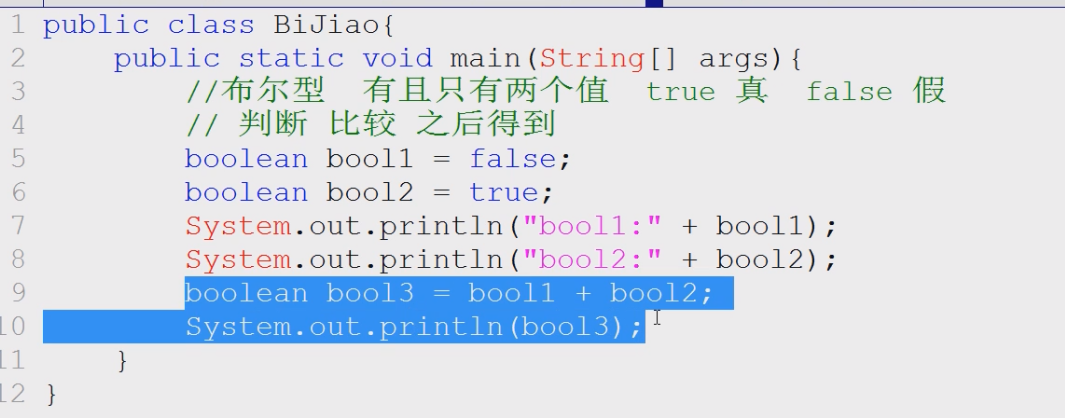 1 public class BiJiao{
2 public static void main(String[] args){
3 //布尔型 有且只有两个值 true 真 false 假
4 // 判断 比较 之后得到
5 boolean bool1 = false;
6 boolean bool2 = true;
7 System.out.println("bool1:" + bool1);
8 System.out.println("bool2:" + bool2);
9 boolean bool3 = bool1 + bool2;
10 System.out.println(bool3);
11 }
12 }